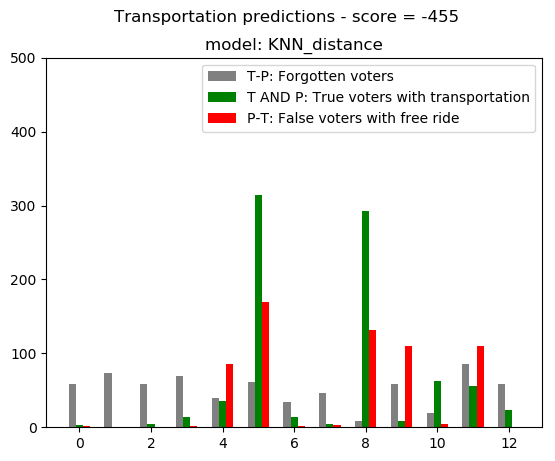 Transportation predictions - score = -455
model: KNN_distance
500
400
300
200
100
0
T-P: Forgotten voters
T AND P: True voters with transportation
P-T: False voters with free ride
0 2 4 6 8 10 12